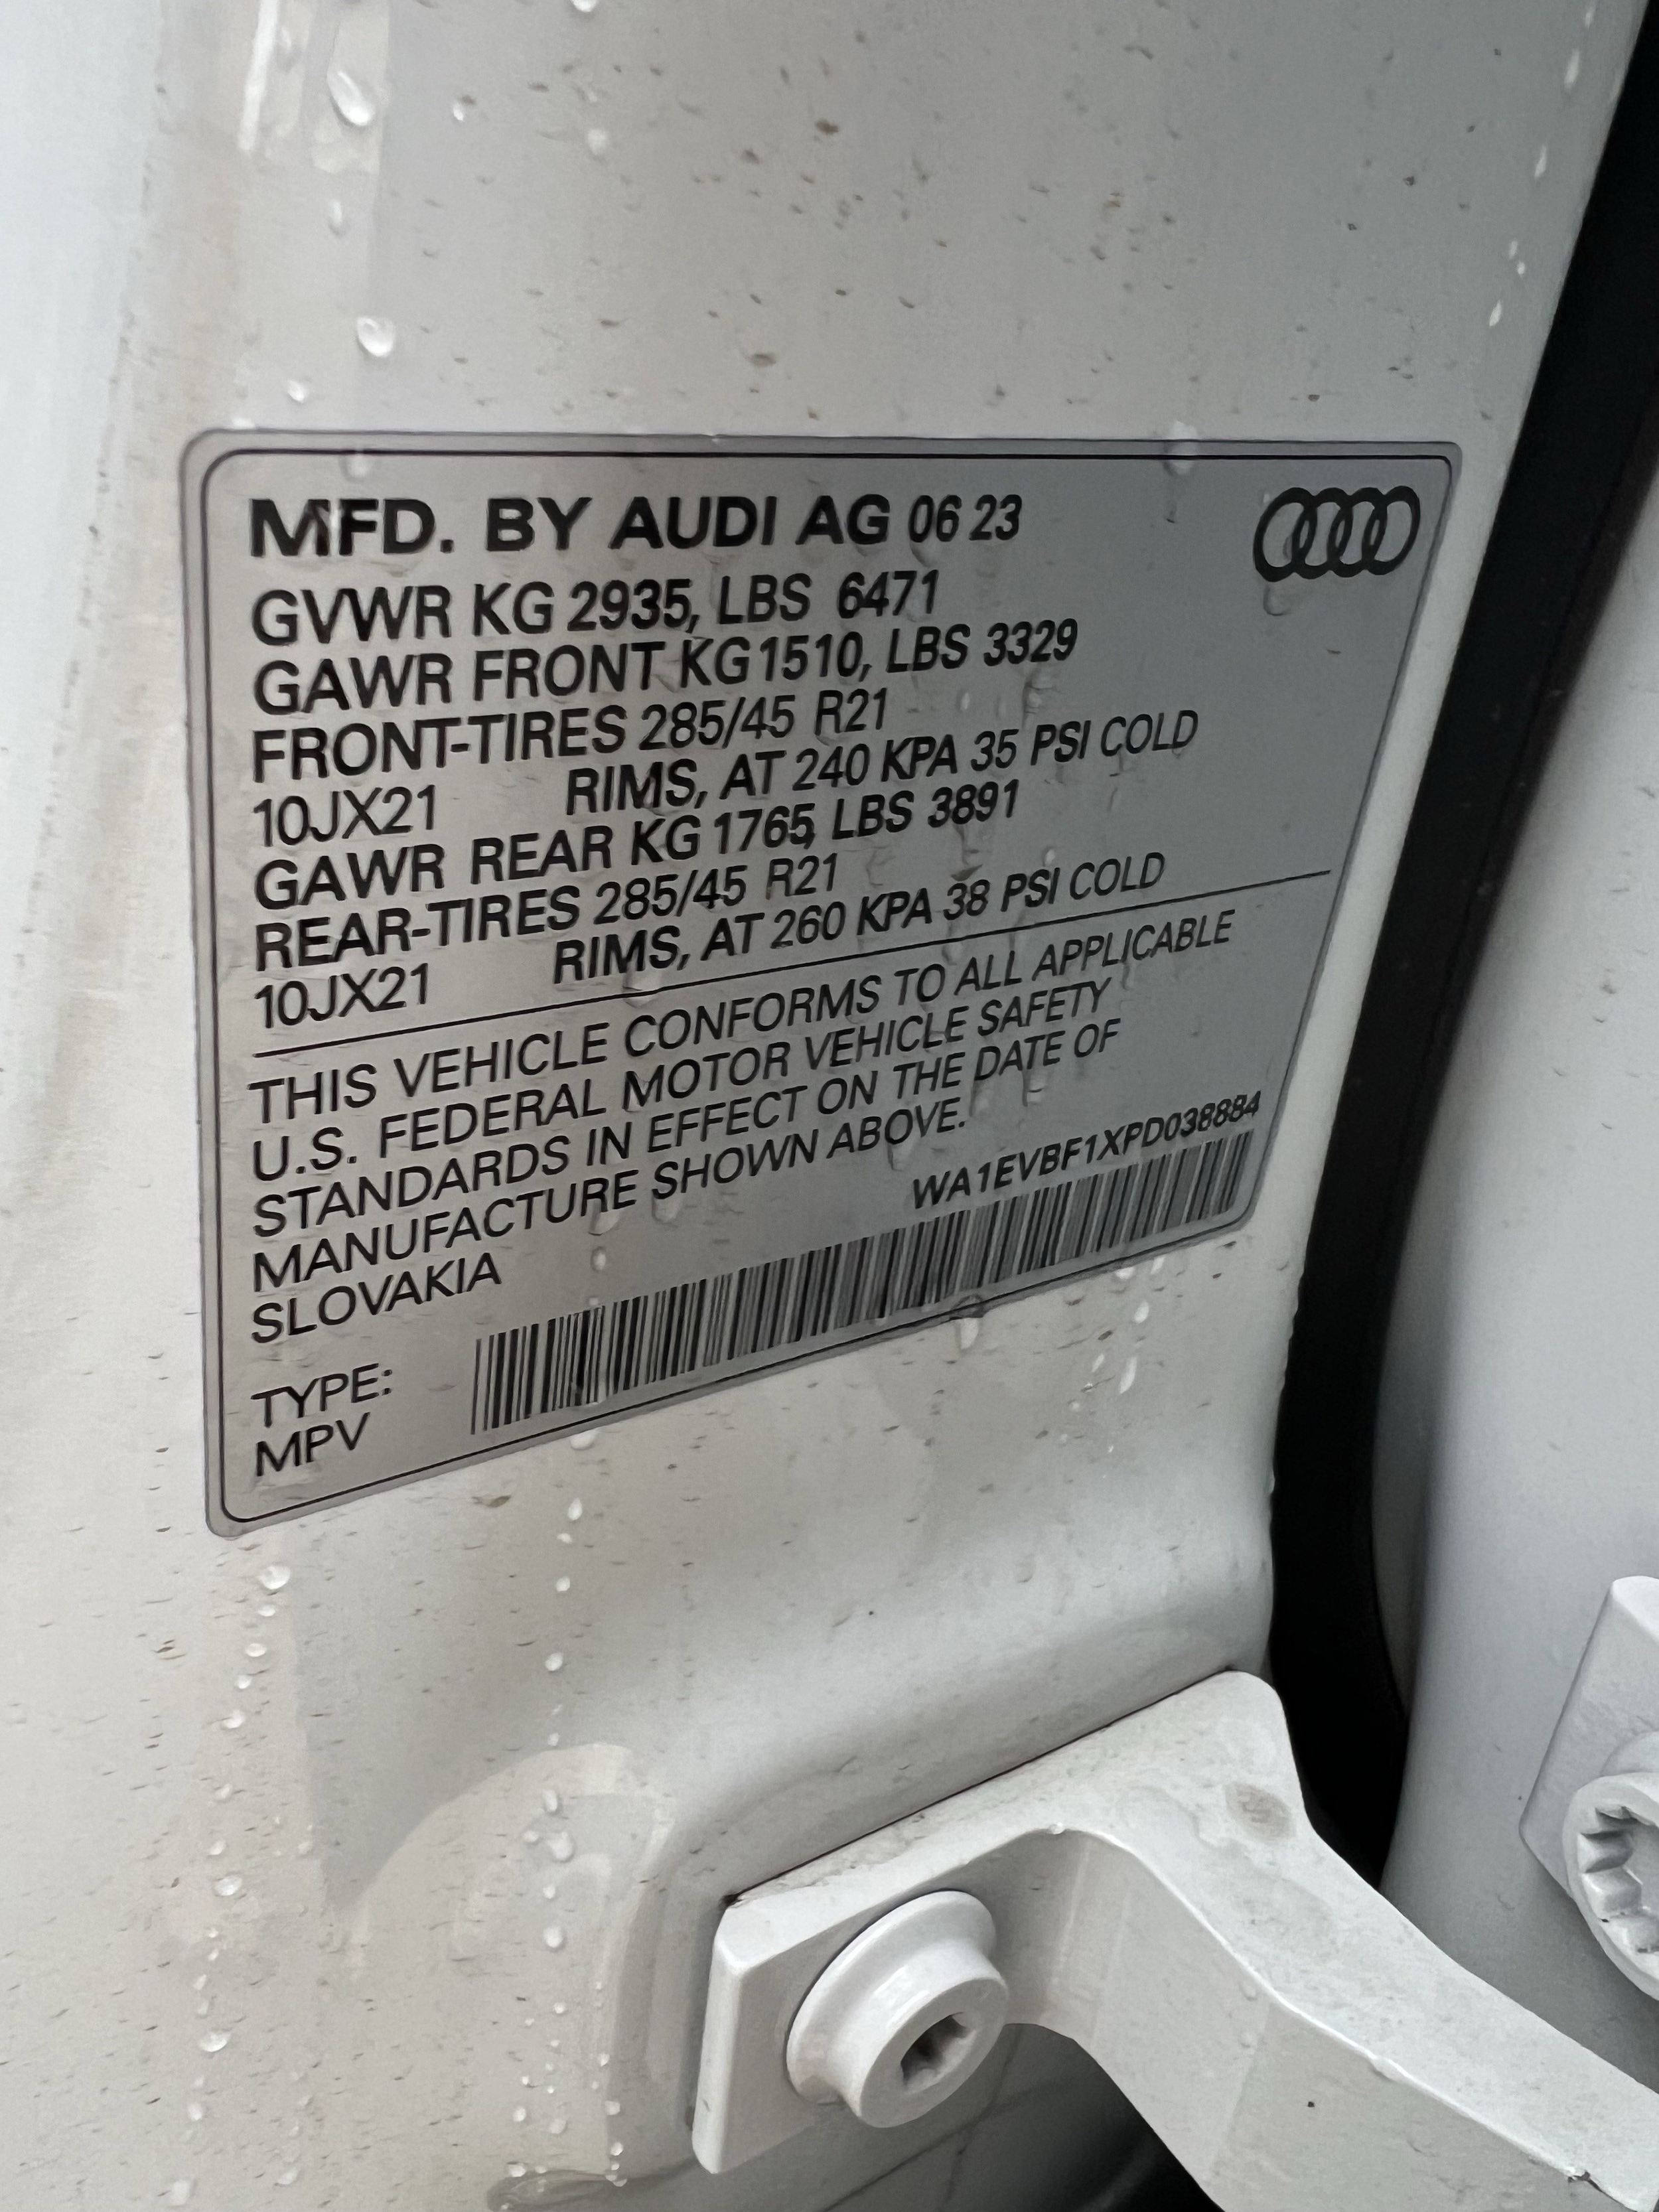 MFD. BY AUDI AG 06 23
GVWR KG 2935, LBS 6471
GAWR FRONT KG 1510, LBS 3329
FRONT-TIRES 285/45 R21
10JX21 RIMS, AT 240 KPA 35 PSI COLD
GAWR REAR KG 1765, LBS 3891
REAR-TIRES 285/45 R21
10JX21 RIMS, AT 260 KPA 38 PSI COLD
THIS VEHICLE CONFORMS TO ALL APPLICABLE
U.S. FEDERAL MOTOR VEHICLE SAFETY
STANDARDS IN EFFECT ON THE DATE OF
MANUFACTURE SHOWN ABOVE.
SLOVAKIA
WA1EVBF1XPD038884
TYPE:
MPV